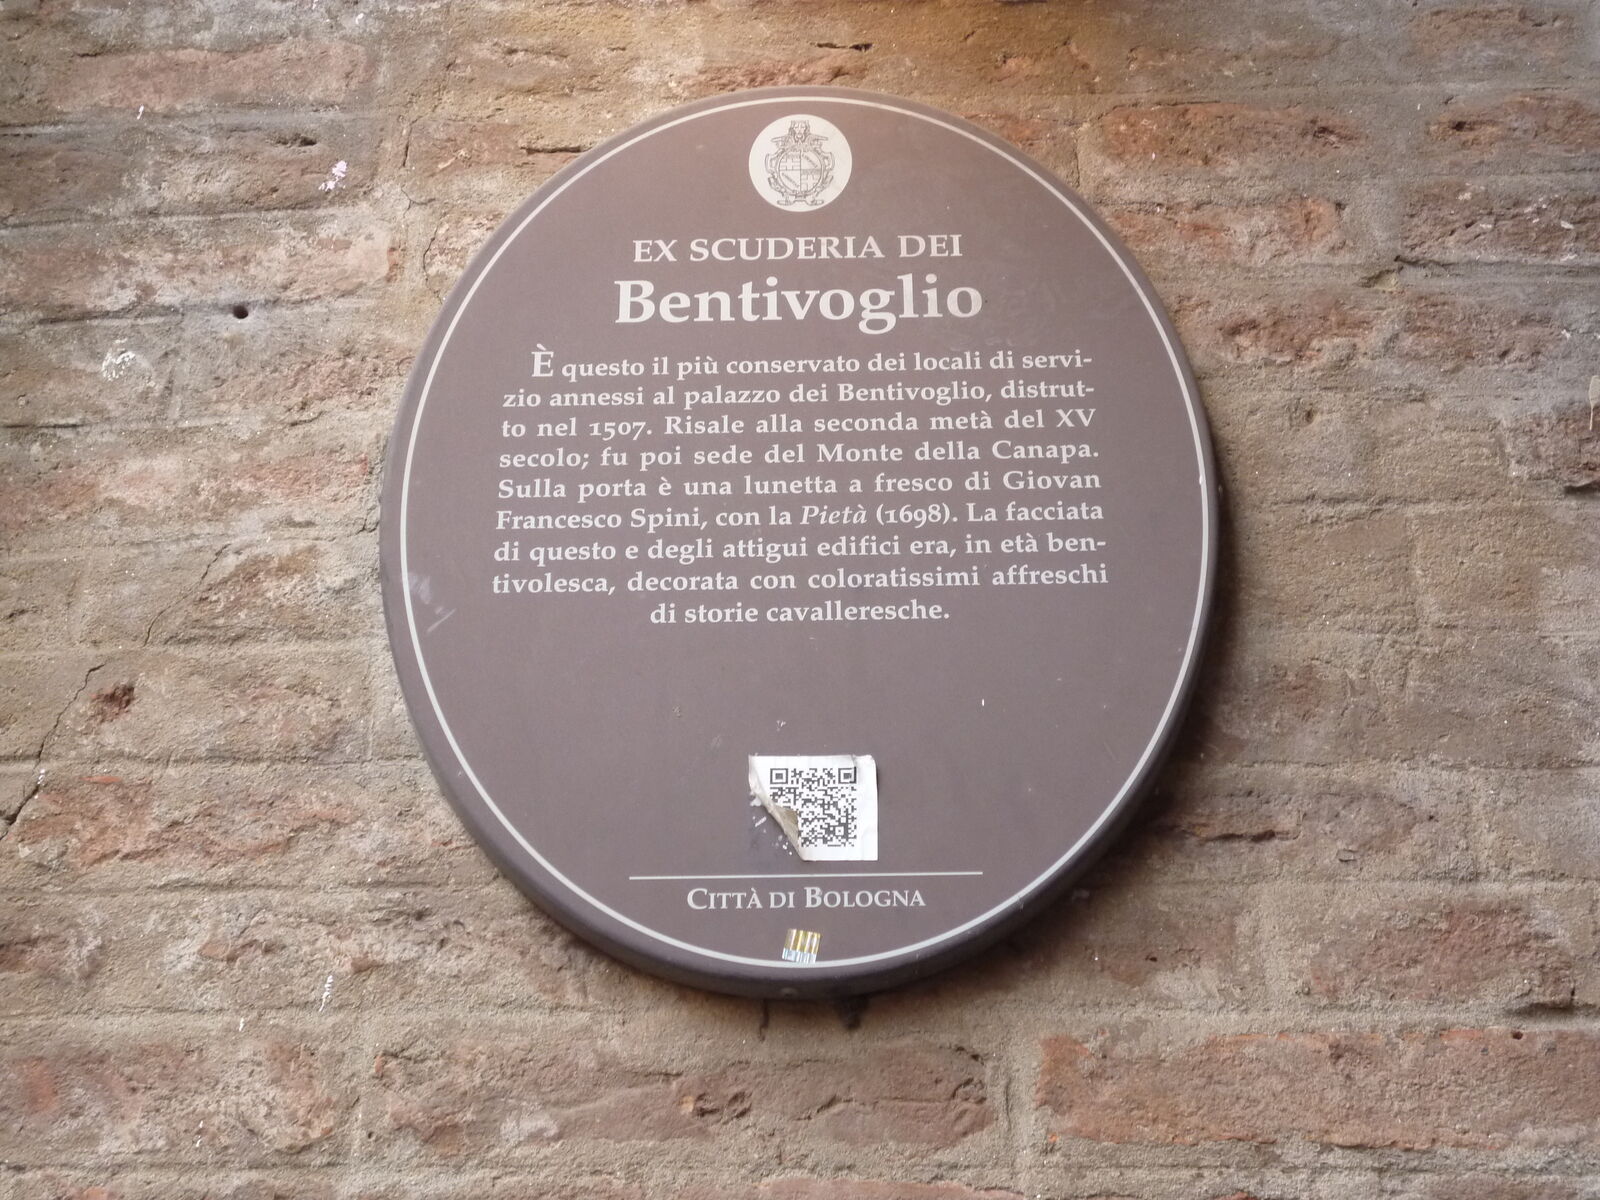 EX SCUDERIA DEI
Bentivoglio
È questo il più conservato dei locali di servi-
zio annessi al palazzo dei Bentivoglio, distrut-
to nel 1507. Risale alla seconda metà del XV
secolo; fu poi sede del Monte della Canapa.
Sulla porta è una lunetta a fresco di Giovan
Francesco Spini, con la Pietà (1698). La facciata
di questo e degli attigui edifici era, in età ben-
tivolesca, decorata con coloratissimi affreschi
di storie cavalleresche.
CITTÀ DI BOLOGNA